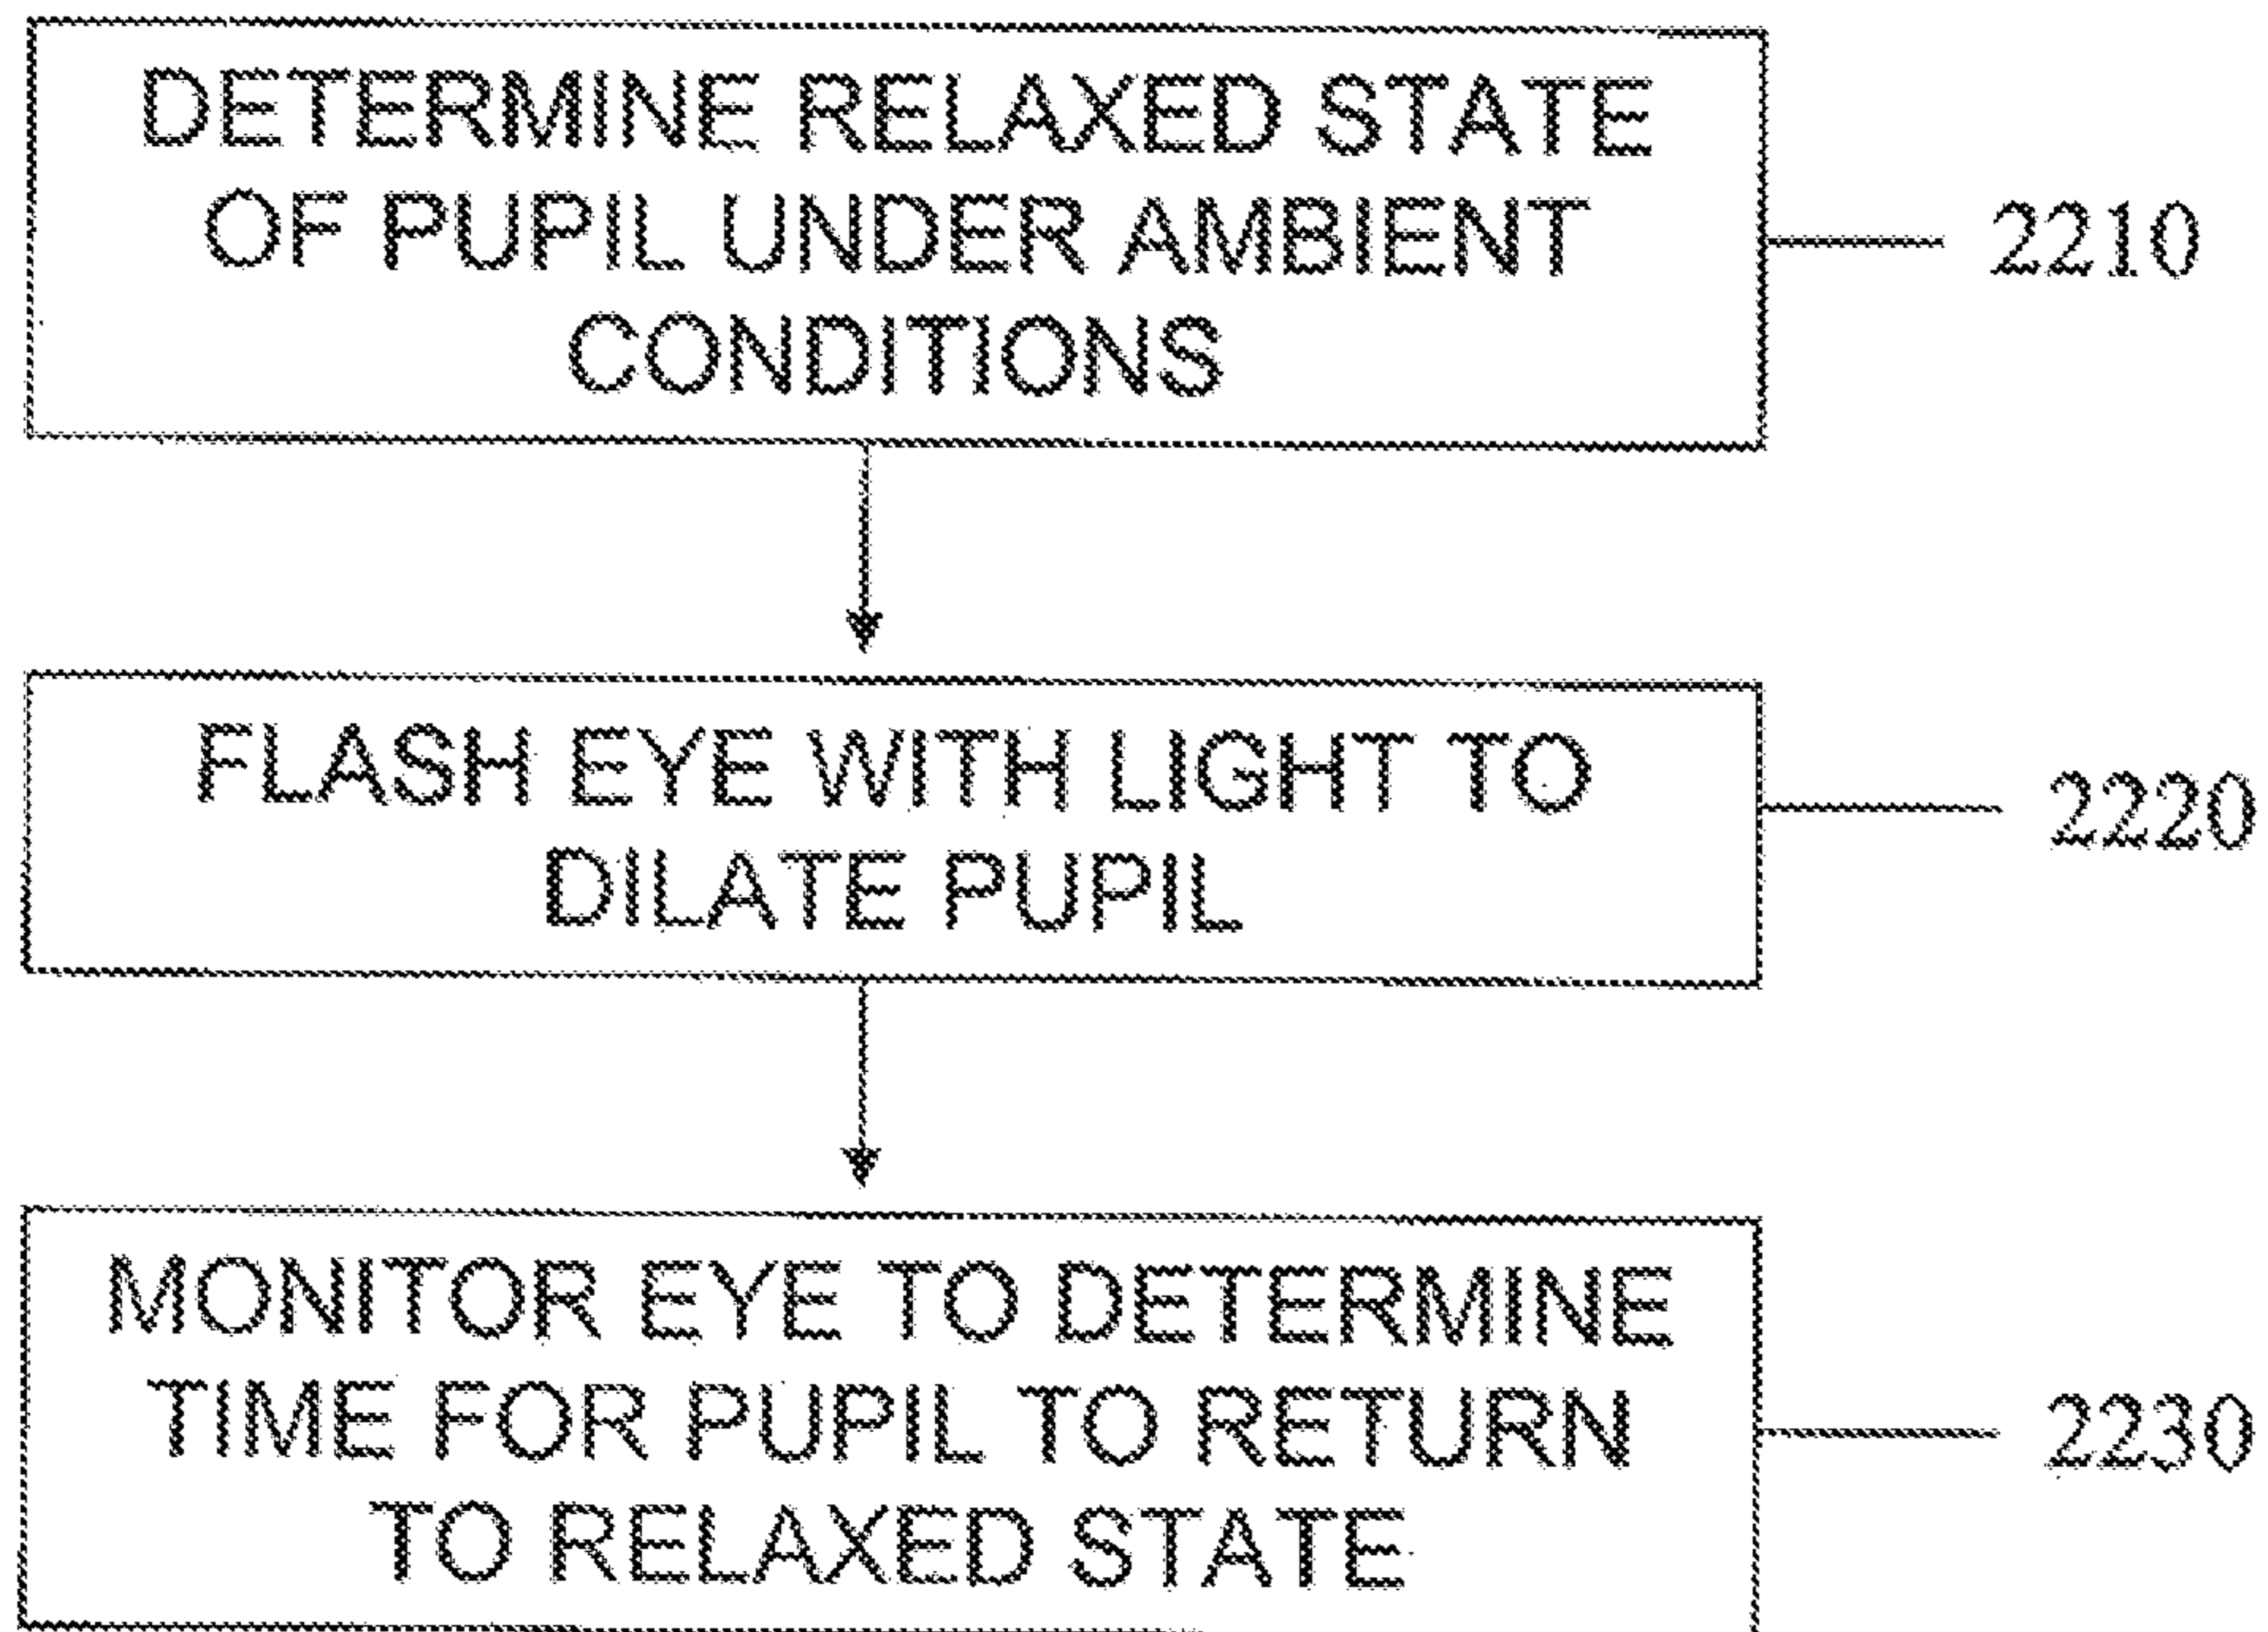 DETERMINE RELAXED STATE
OF PUPIL UNDER AMBIENT
CONDITIONS
2210
FLASH EYE WITH LIGHT TO
DILATE PUPIL
2220
MONITOR EYE TO DETERMINE
TIME FOR PUPIL TO RETURN
TO RELAXED STATE
2230